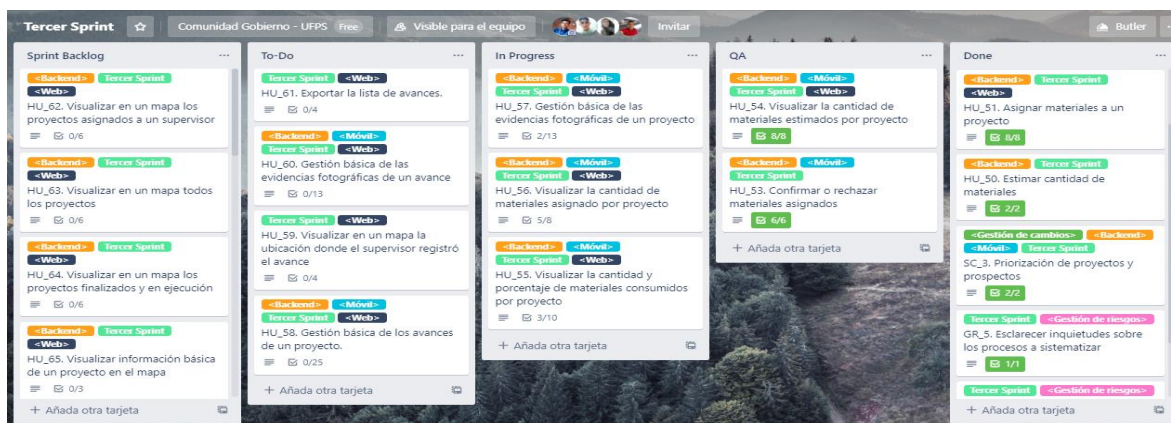 Tercer Sprint
Comunidad Gobierno - UFPS Free
Visible para el equipo
Invitar
Butler
Sprint Backlog
<Backend> Tercer Sprint
<Web>
HU_62. Visualizar en un mapa los
proyectos asignados a un supervisor
0/6
<Backend> Tercer Sprint
<Web>
HU_63. Visualizar en un mapa todos
los proyectos
0/6
<Backend> Tercer Sprint
<Web>
HU_64. Visualizar en un mapa los
proyectos finalizados y en ejecución
0/6
<Backend> Tercer Sprint
<Web>
HU_65. Visualizar información básica
de un proyecto en el mapa
0/3
+ Añada otra tarjeta
To-Do
Tercer Sprint <Web>
HU_61. Exportar la lista de avances.
0/4
<Backend> <Móvil>
Tercer Sprint <Web>
HU_60. Gestión básica de las
evidencias fotográficas de un avance
0/13
Tercer Sprint <Web>
HU_59. Visualizar en un mapa la
ubicación donde el supervisor registró
el avance
0/4
<Backend> <Móvil>
Tercer Sprint <Web>
HU_58. Gestión básica de los avances
de un proyecto.
0/25
+ Añada otra tarjeta
In Progress
<Backend> <Móvil>
Tercer Sprint <Web>
HU_57. Gestión básica de las
evidencias fotográficas de un proyecto
2/13
<Backend> <Móvil>
Tercer Sprint <Web>
HU_56. Visualizar la cantidad de
materiales asignado por proyecto
5/8
<Backend> <Móvil>
Tercer Sprint <Web>
HU_55. Visualizar la cantidad y
porcentaje de materiales consumidos
por proyecto
3/10
+ Añada otra tarjeta
QA
<Backend> <Móvil>
Tercer Sprint <Web>
HU_54. Visualizar la cantidad de
materiales estimados por proyecto
8/8
<Backend> <Móvil>
Tercer Sprint
HU_53. Confirmar o rechazar
materiales asignados
6/6
+ Añada otra tarjeta
Done
<Backend> Tercer Sprint
<Web>
HU_51. Asignar materiales a un
proyecto
8/8
<Backend> Tercer Sprint
HU_50. Estimar cantidad de
materiales
2/2
<Gestión de cambios> <Backend>
<Móvil> Tercer Sprint
SC_3. Priorización de proyectos y
prospectos
2/2
Tercer Sprint <Gestión de riesgos>
GR_5. Esclarecer inquietudes sobre
los procesos a sistematizar
1/1
Tercer Sprint <Gestión de riesgos>
+ Añada otra tarjeta